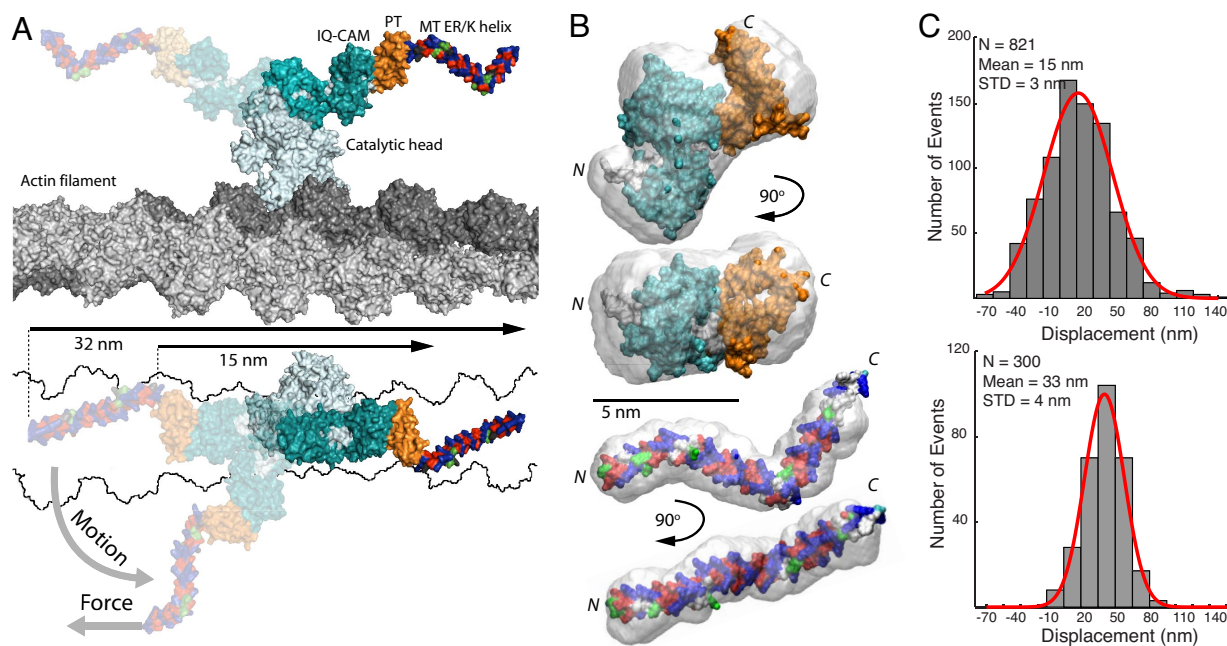 A
PT
MT ER/K helix
IQ-CAM
Catalytic head
Actin filament
32 nm
15 nm
Motion
Force
B
C
N
90°
N
C
5 nm
C
N
90°
C
N
C
200
N = 821
Mean = 15 nm
STD = 3 nm
150
100
50
Number of Events
-70 -40 -10 20 50 80 110 140
Displacement (nm)
120
N = 300
Mean = 33 nm
STD = 4 nm
80
40
Number of Events
-70 -40 -10 20 50 80 110 140
Displacement (nm)